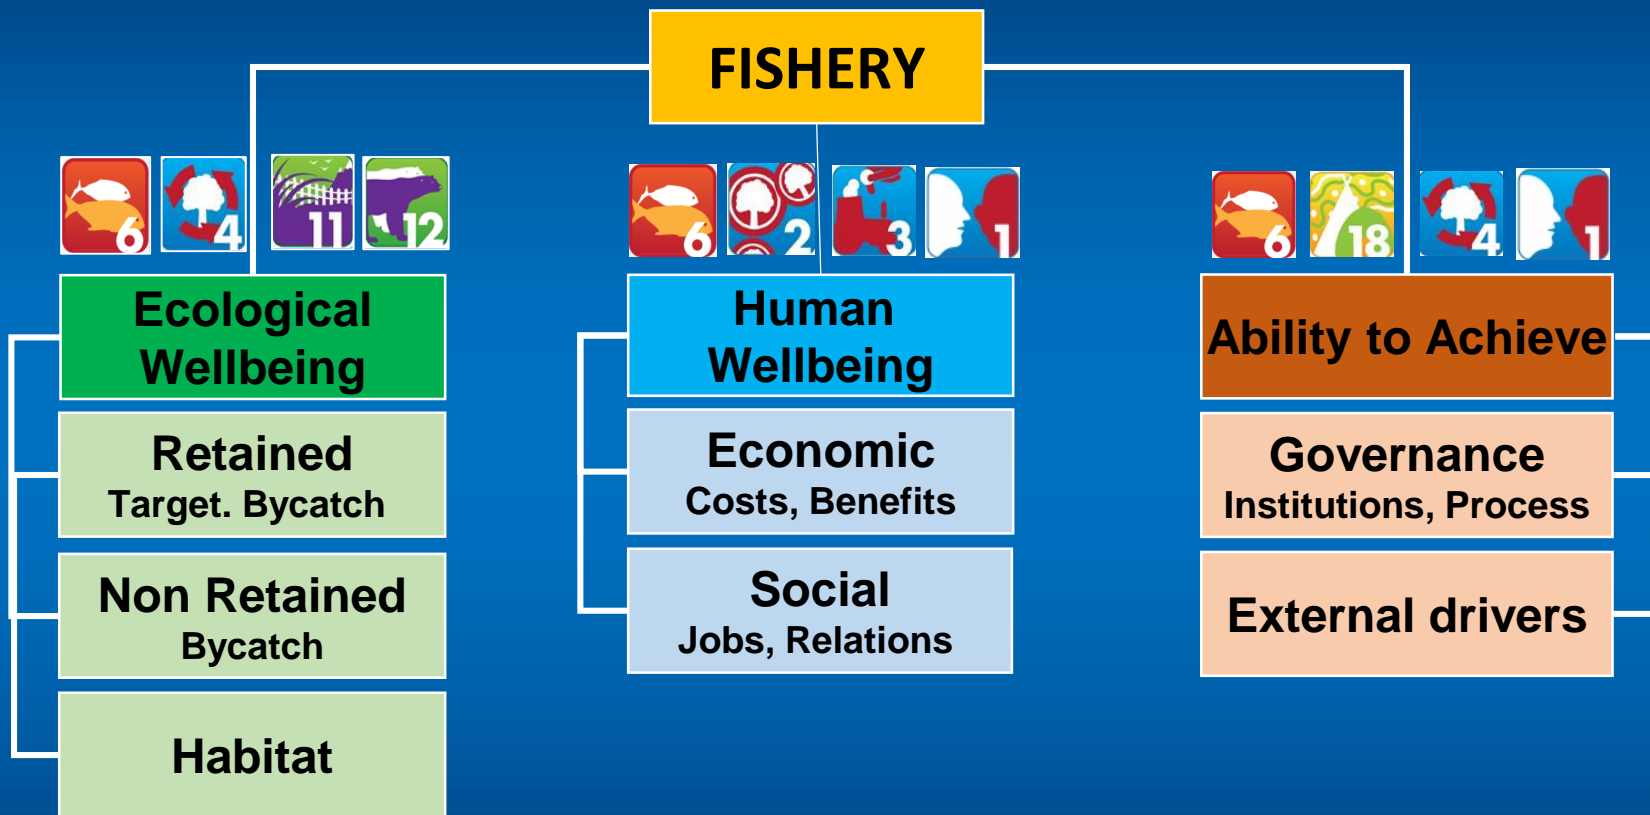 FISHERY
6 4 11 12
6 2 3 1
6 18 4 1
Ecological
Wellbeing
Retained
Target. Bycatch
Non Retained
Bycatch
Habitat
Human
Wellbeing
Economic
Costs, Benefits
Social
Jobs, Relations
Ability to Achieve
Governance
Institutions, Process
External drivers